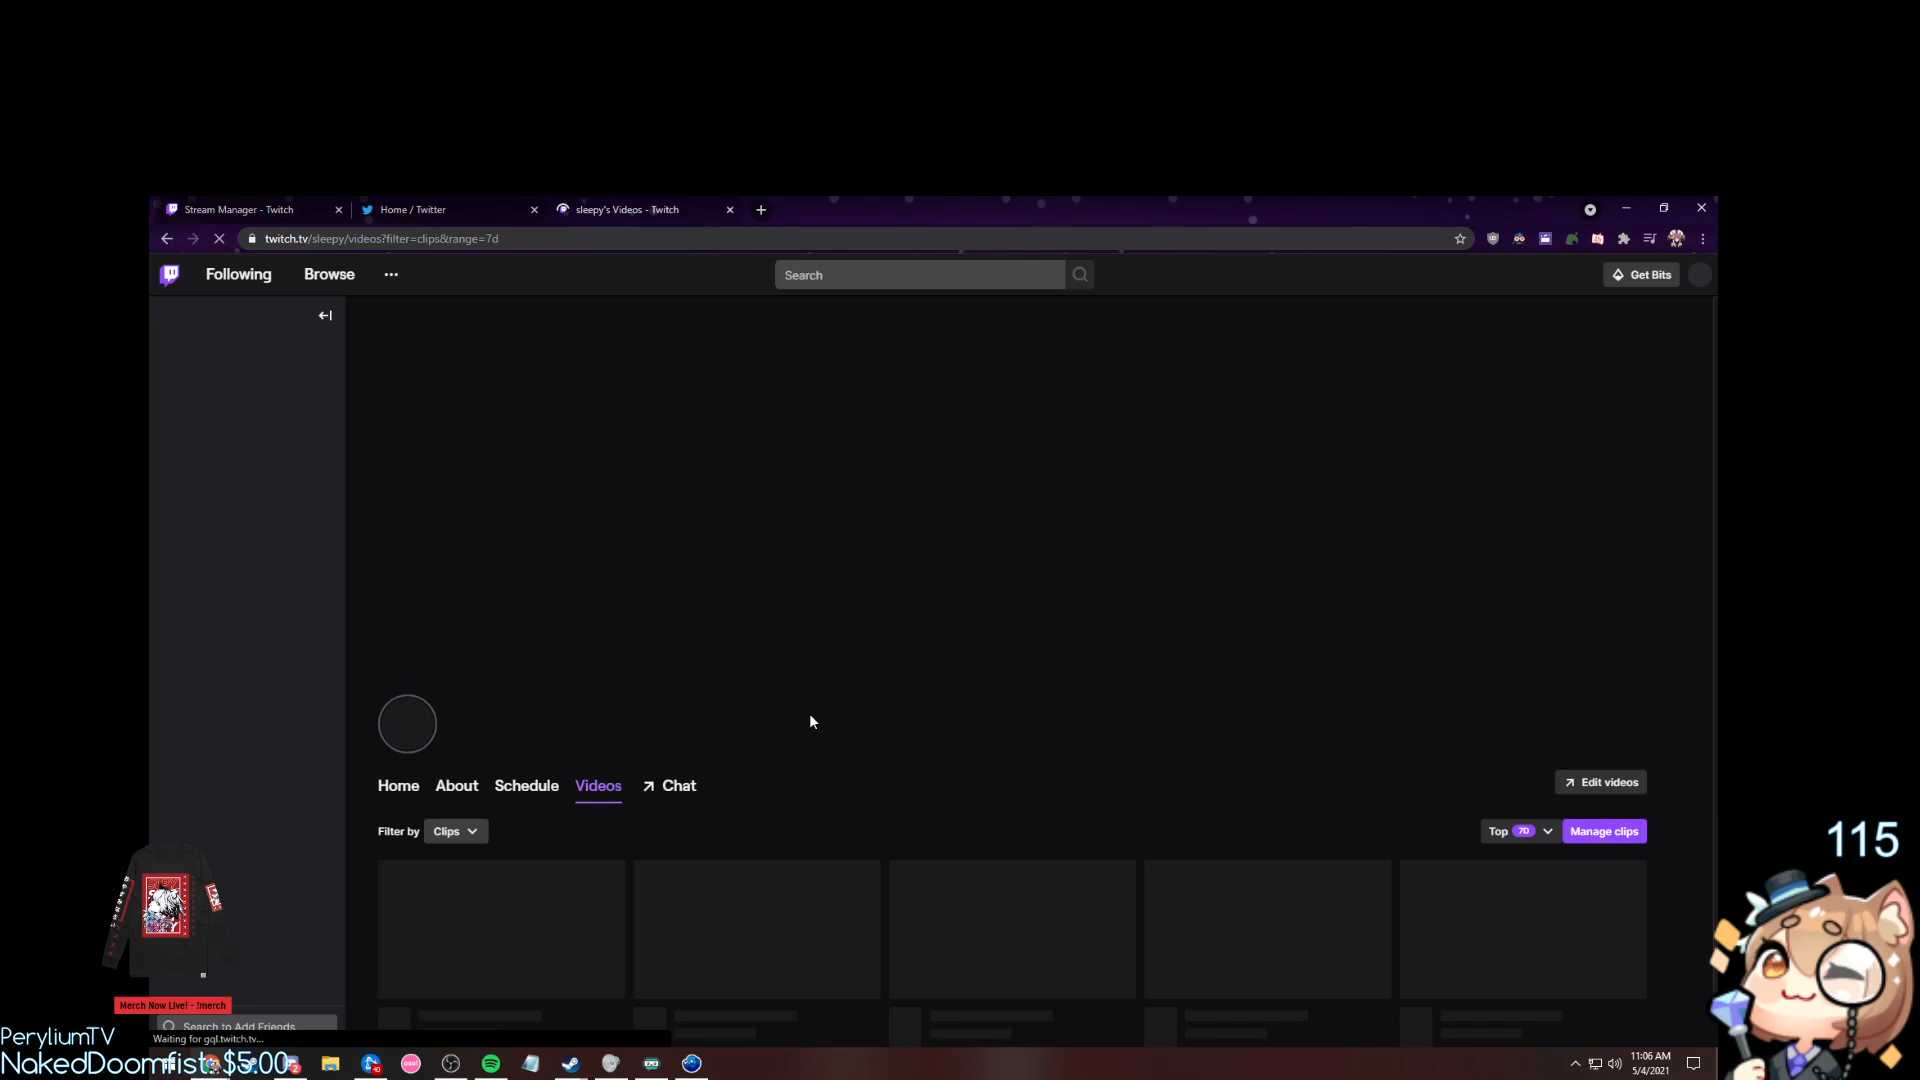 Stream Manager - Twitch
Home / Twitter
sleepy's Videos - Twitch
twitch.tv/sleepy/videos?filter=clips&range=7d
Following
Browse
Search
Get Bits
Home
About
Schedule
Videos
Chat
Edit videos
Filter by
Clips
Top 7D
Manage clips
115
Merch Now Live! - !merch
Search to Add Friends
Waiting for gql.twitch.tv...
PeryliumTV
NakedDoomfist: $5.00
osu!
11:06 AM
5/4/2021